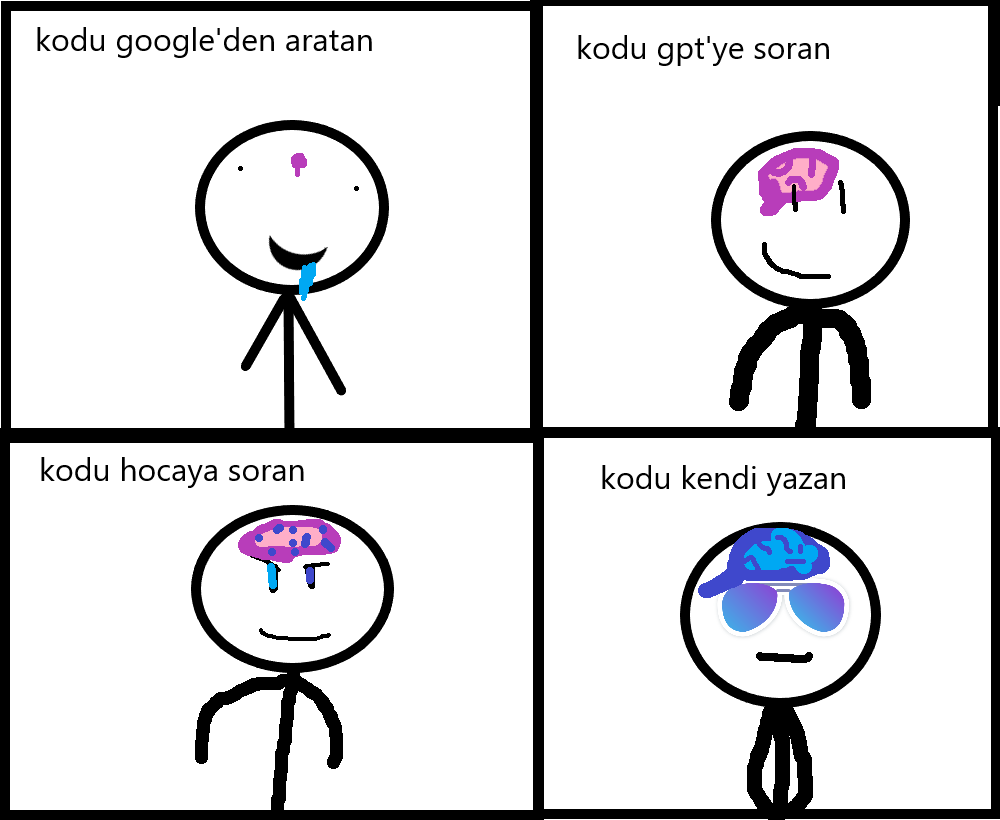 kodu google'den aratan
kodu gpt'ye soran
kodu hocaya soran
kodu kendi yazan